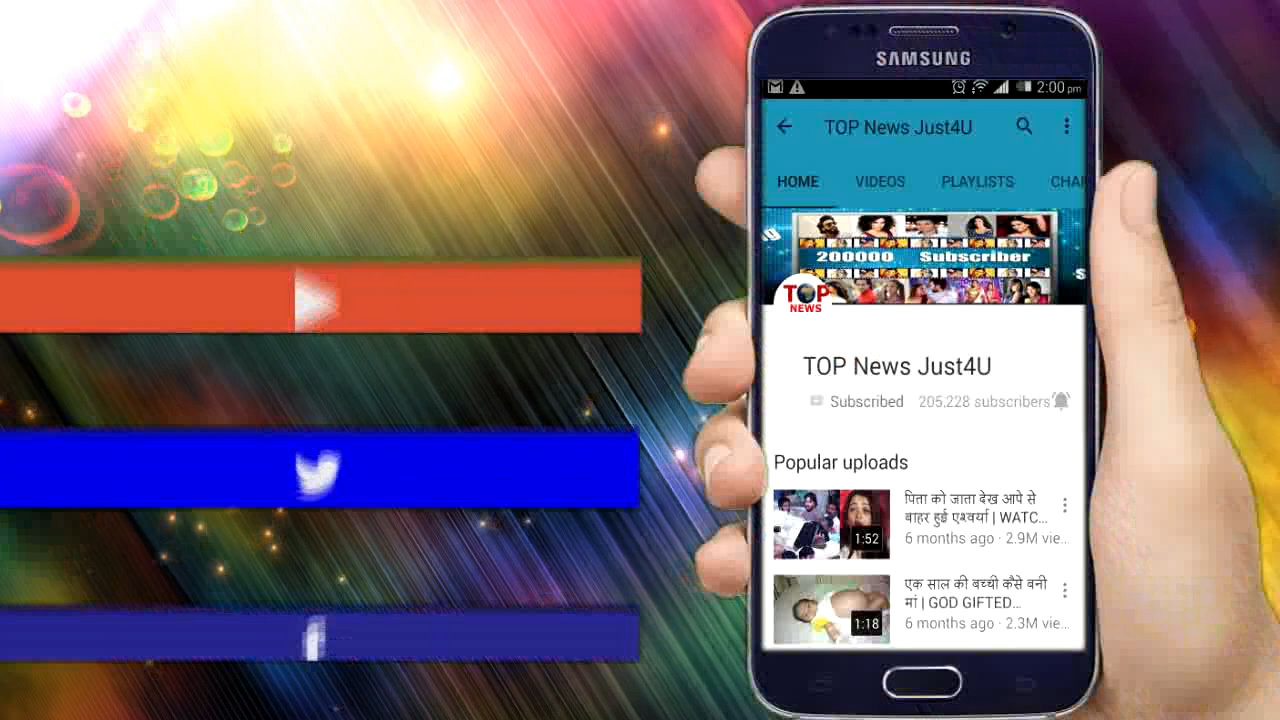 SAMSUNG
2:00 pm
TOP News Just4U
HOME VIDEOS PLAYLISTS CHA
200000 Subscriber
TOP
NEWS
TOP News Just4U
Subscribed 205,228 subscribers
Popular uploads
पिता को जाता देख आपे से
बाहर हुई एश्वर्या | WATC...
1:52
6 months ago · 2.9M vie...
एक साल की बच्ची कैसे बनी
मां | GOD GIFTED...
1:18
6 months ago · 2.3M vie...